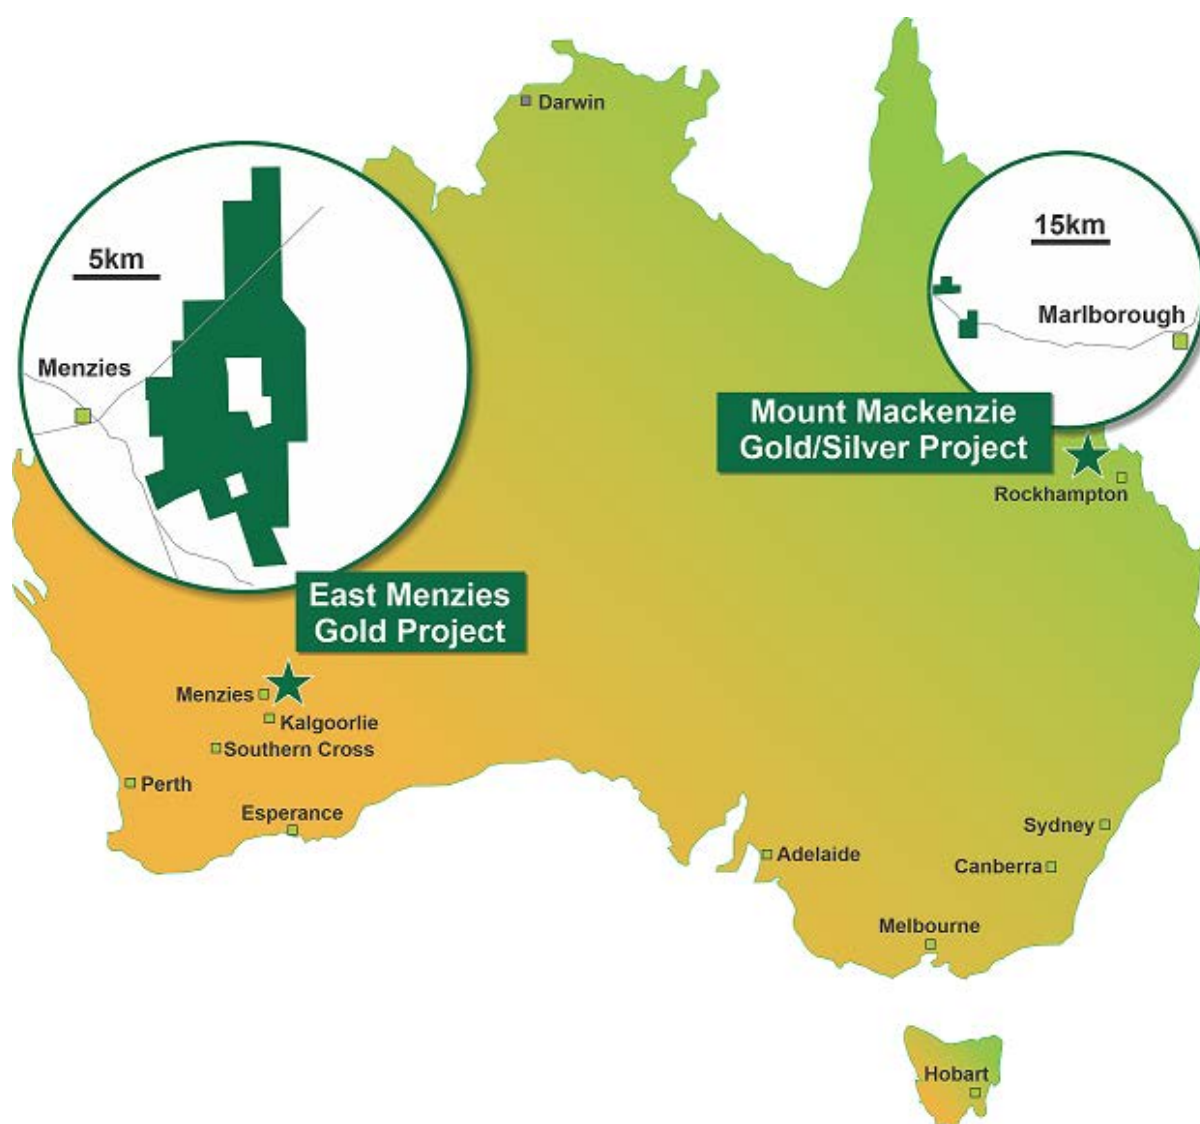 Darwin
5km
Menzies
15km
Marlborough
Mount Mackenzie
Gold/Silver Project
Rockhampton
East Menzies
Gold Project
Menzies
Kalgoorlie
Southern Cross
Perth
Esperance
Sydney
Adelaide
Canberra
Melbourne
Hobart